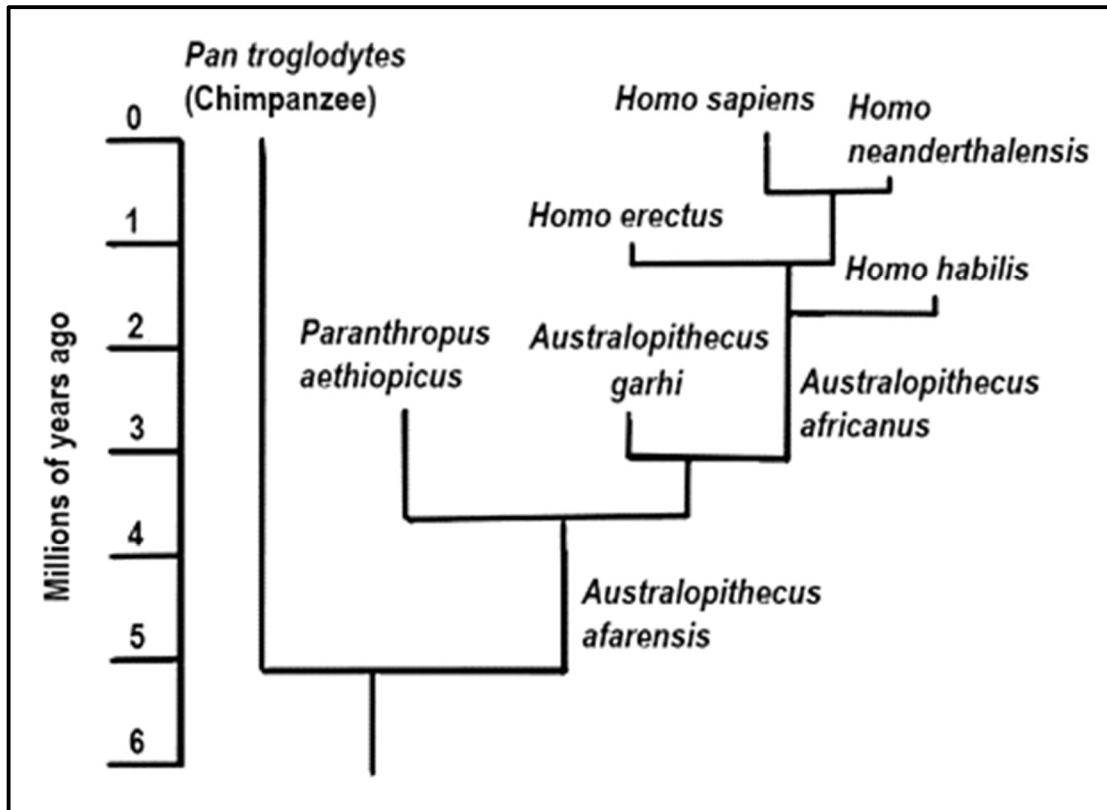 Pan troglodytes
(Chimpanzee)
Homo sapiens
Homo
neanderthalensis
Homo erectus
Homo habilis
Paranthropus
aethiopicus
Australopithecus
garhi
Australopithecus
africanus
Australopithecus
afarensis
Millions of years ago
0
1
2
3
4
5
6